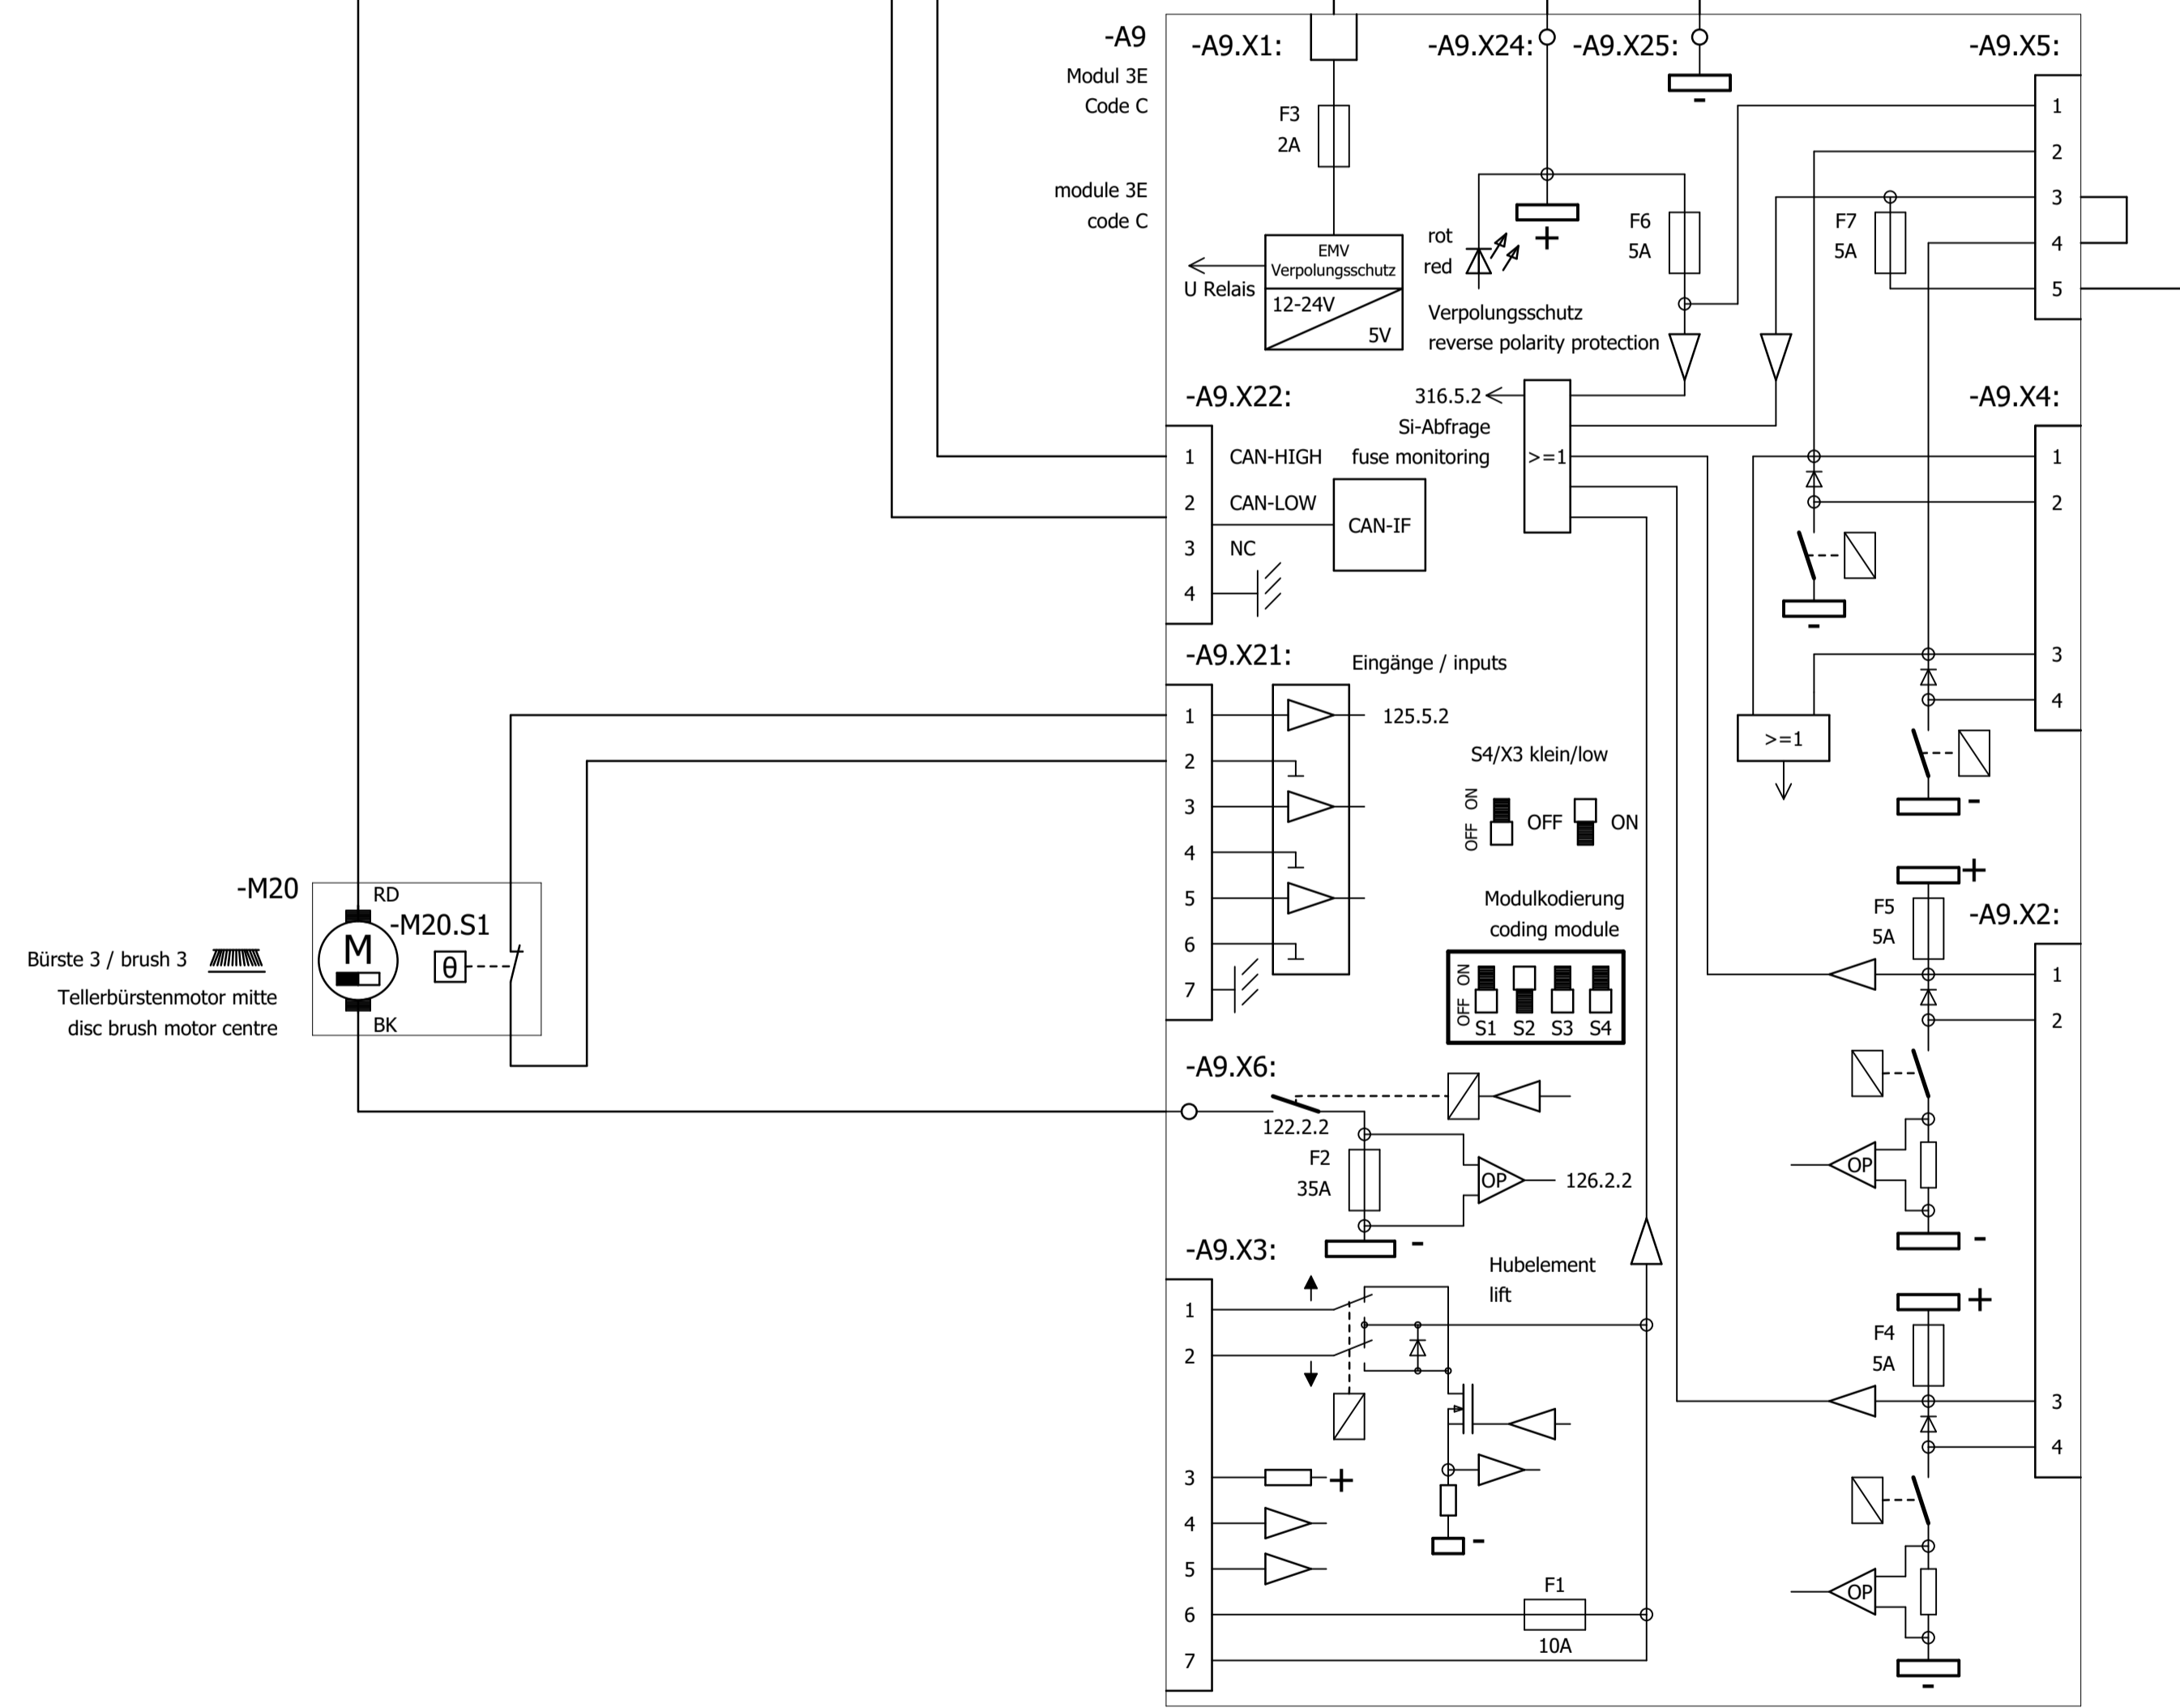 -A9
Modul 3E
Code C
module 3E
code C
-A9.X1:
-A9.X24:
-A9.X25:
-
-A9.X5:
1
2
3
4
5
F3
2A
EMV
Verpolungsschutz
12-24V
5V
U Relais
rot
red
+
F6
5A
F7
5A
Verpolungsschutz
reverse polarity protection
-A9.X22:
1
2
3
4
CAN-HIGH
CAN-LOW
NC
CAN-IF
316.5.2
Si-Abfrage
fuse monitoring
>=1
-A9.X4:
1
2
3
4
-
>=1
-
-A9.X21:
Eingänge / inputs
1
2
3
4
5
6
7
125.5.2
S4/X3 klein/low
OFF ON
OFF
ON
Modulkodierung
coding module
OFF ON
S1 S2 S3 S4
-M20
RD
-M20.S1
M
θ
Bürste 3 / brush 3
Tellerbürstenmotor mitte
disc brush motor centre
BK
+
F5
5A
-A9.X2:
1
2
3
4
OP
-
+
F4
5A
OP
-
-A9.X6:
122.2.2
F2
35A
OP
126.2.2
-
-A9.X3:
Hubelement
lift
1
2
3
4
5
6
7
+
-
F1
10A